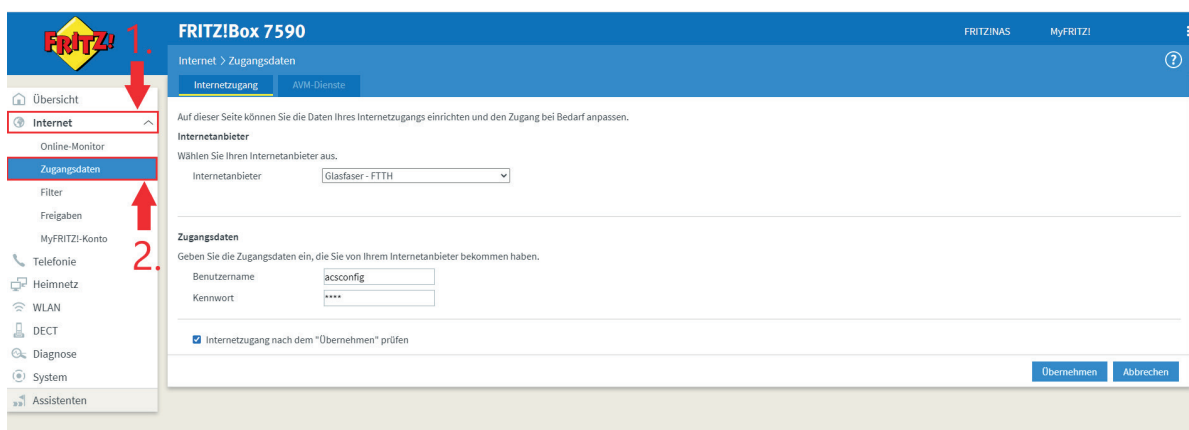 FRITZ!
1.
FRITZ!Box 7590
FRITZ!NAS
MyFRITZ!
Internet > Zugangsdaten
?
Internetzugang
AVM-Dienste
Übersicht
Internet
Online-Monitor
Zugangsdaten
Filter
Freigaben
MyFRITZ!-Konto
2.
Telefonie
Heimnetz
WLAN
DECT
Diagnose
System
Assistenten
Auf dieser Seite können Sie die Daten Ihres Internetzugangs einrichten und den Zugang bei Bedarf anpassen.
Internetanbieter
Wählen Sie Ihren Internetanbieter aus.
Internetanbieter
Glasfaser - FTTH
Zugangsdaten
Geben Sie die Zugangsdaten ein, die Sie von Ihrem Internetanbieter bekommen haben.
Benutzername
acsconfig
Kennwort
****
Internetzugang nach dem "Übernehmen" prüfen
Übernehmen
Abbrechen